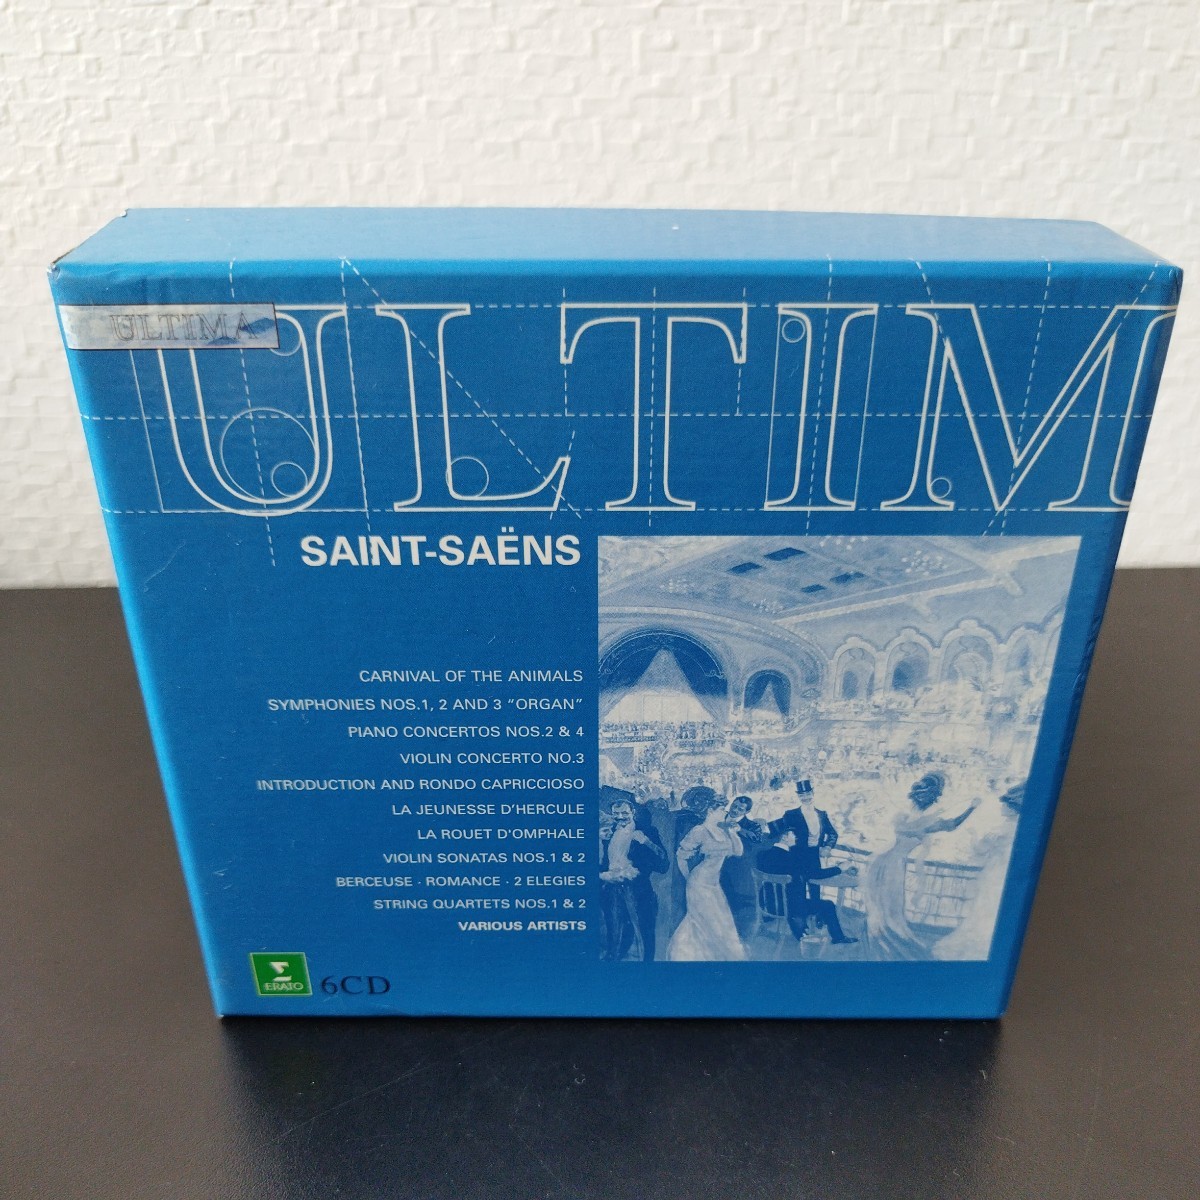 ULTIMA
ULTIM
SAINT-SAËNS
CARNIVAL OF THE ANIMALS
SYMPHONIES NOS.1, 2 AND 3 "ORGAN"
PIANO CONCERTOS NOS.2 & 4
VIOLIN CONCERTO NO.3
INTRODUCTION AND RONDO CAPRICCIOSO
LA JEUNESSE D'HERCULE
LA ROUET D'OMPHALE
VIOLIN SONATAS NOS.1 & 2
BERCEUSE · ROMANCE · 2 ELEGIES
STRING QUARTETS NOS.1 & 2
VARIOUS ARTISTS
ERATO
6CD